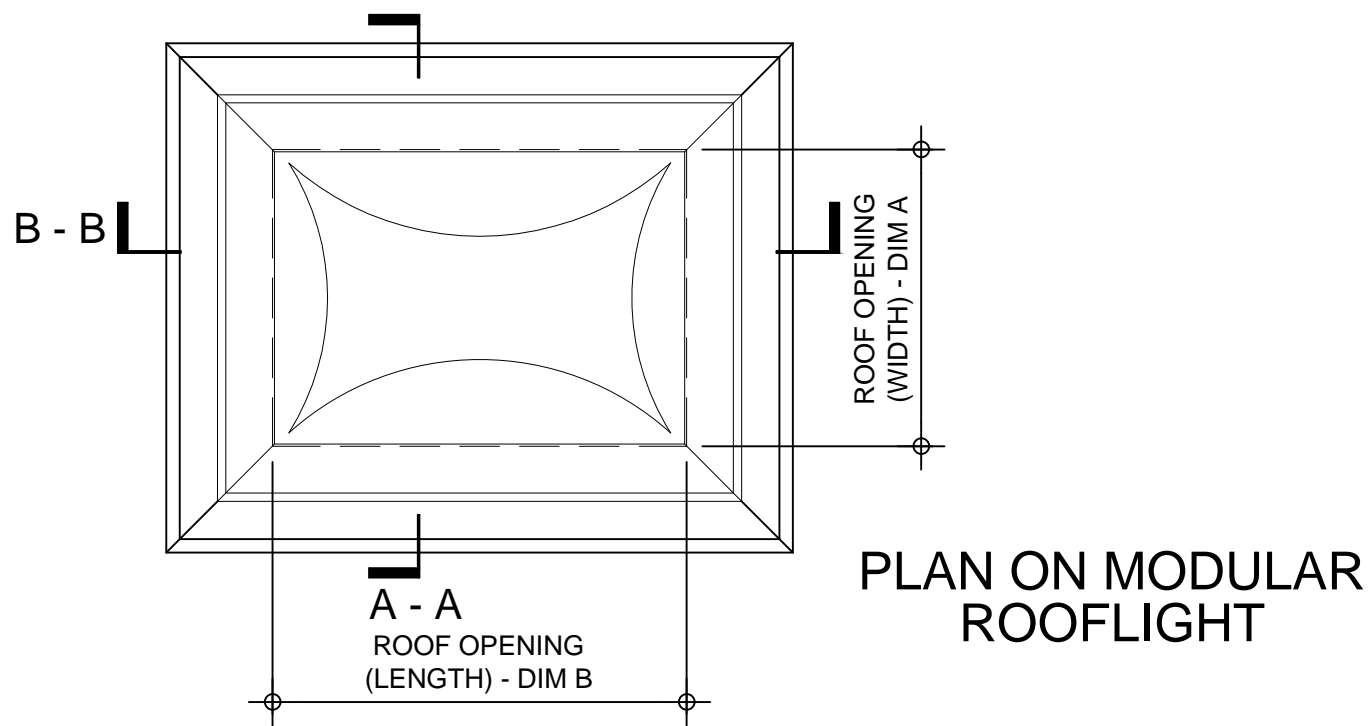 B - B
ROOF OPENING
(WIDTH) - DIM A
A - A
ROOF OPENING
(LENGTH) - DIM B
PLAN ON MODULAR
ROOFLIGHT